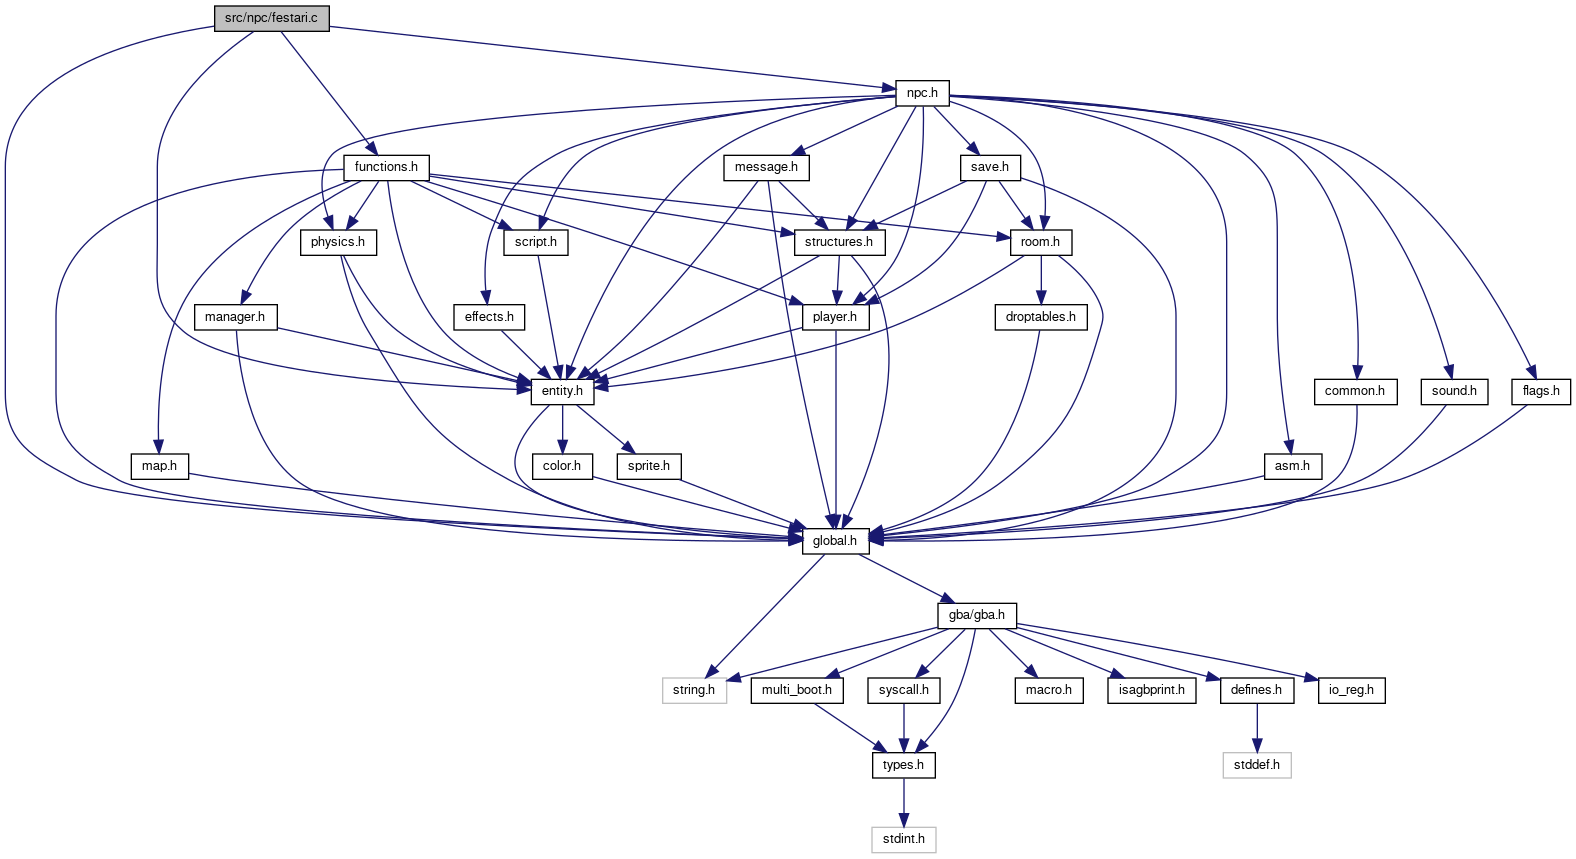 src/npc/festari.c
npc.h
functions.h
message.h
save.h
physics.h
script.h
structures.h
room.h
manager.h
effects.h
player.h
droptables.h
entity.h
common.h
sound.h
flags.h
map.h
color.h
sprite.h
asm.h
global.h
gba/gba.h
string.h
multi_boot.h
syscall.h
macro.h
isagbprint.h
defines.h
io_reg.h
types.h
stddef.h
stdint.h